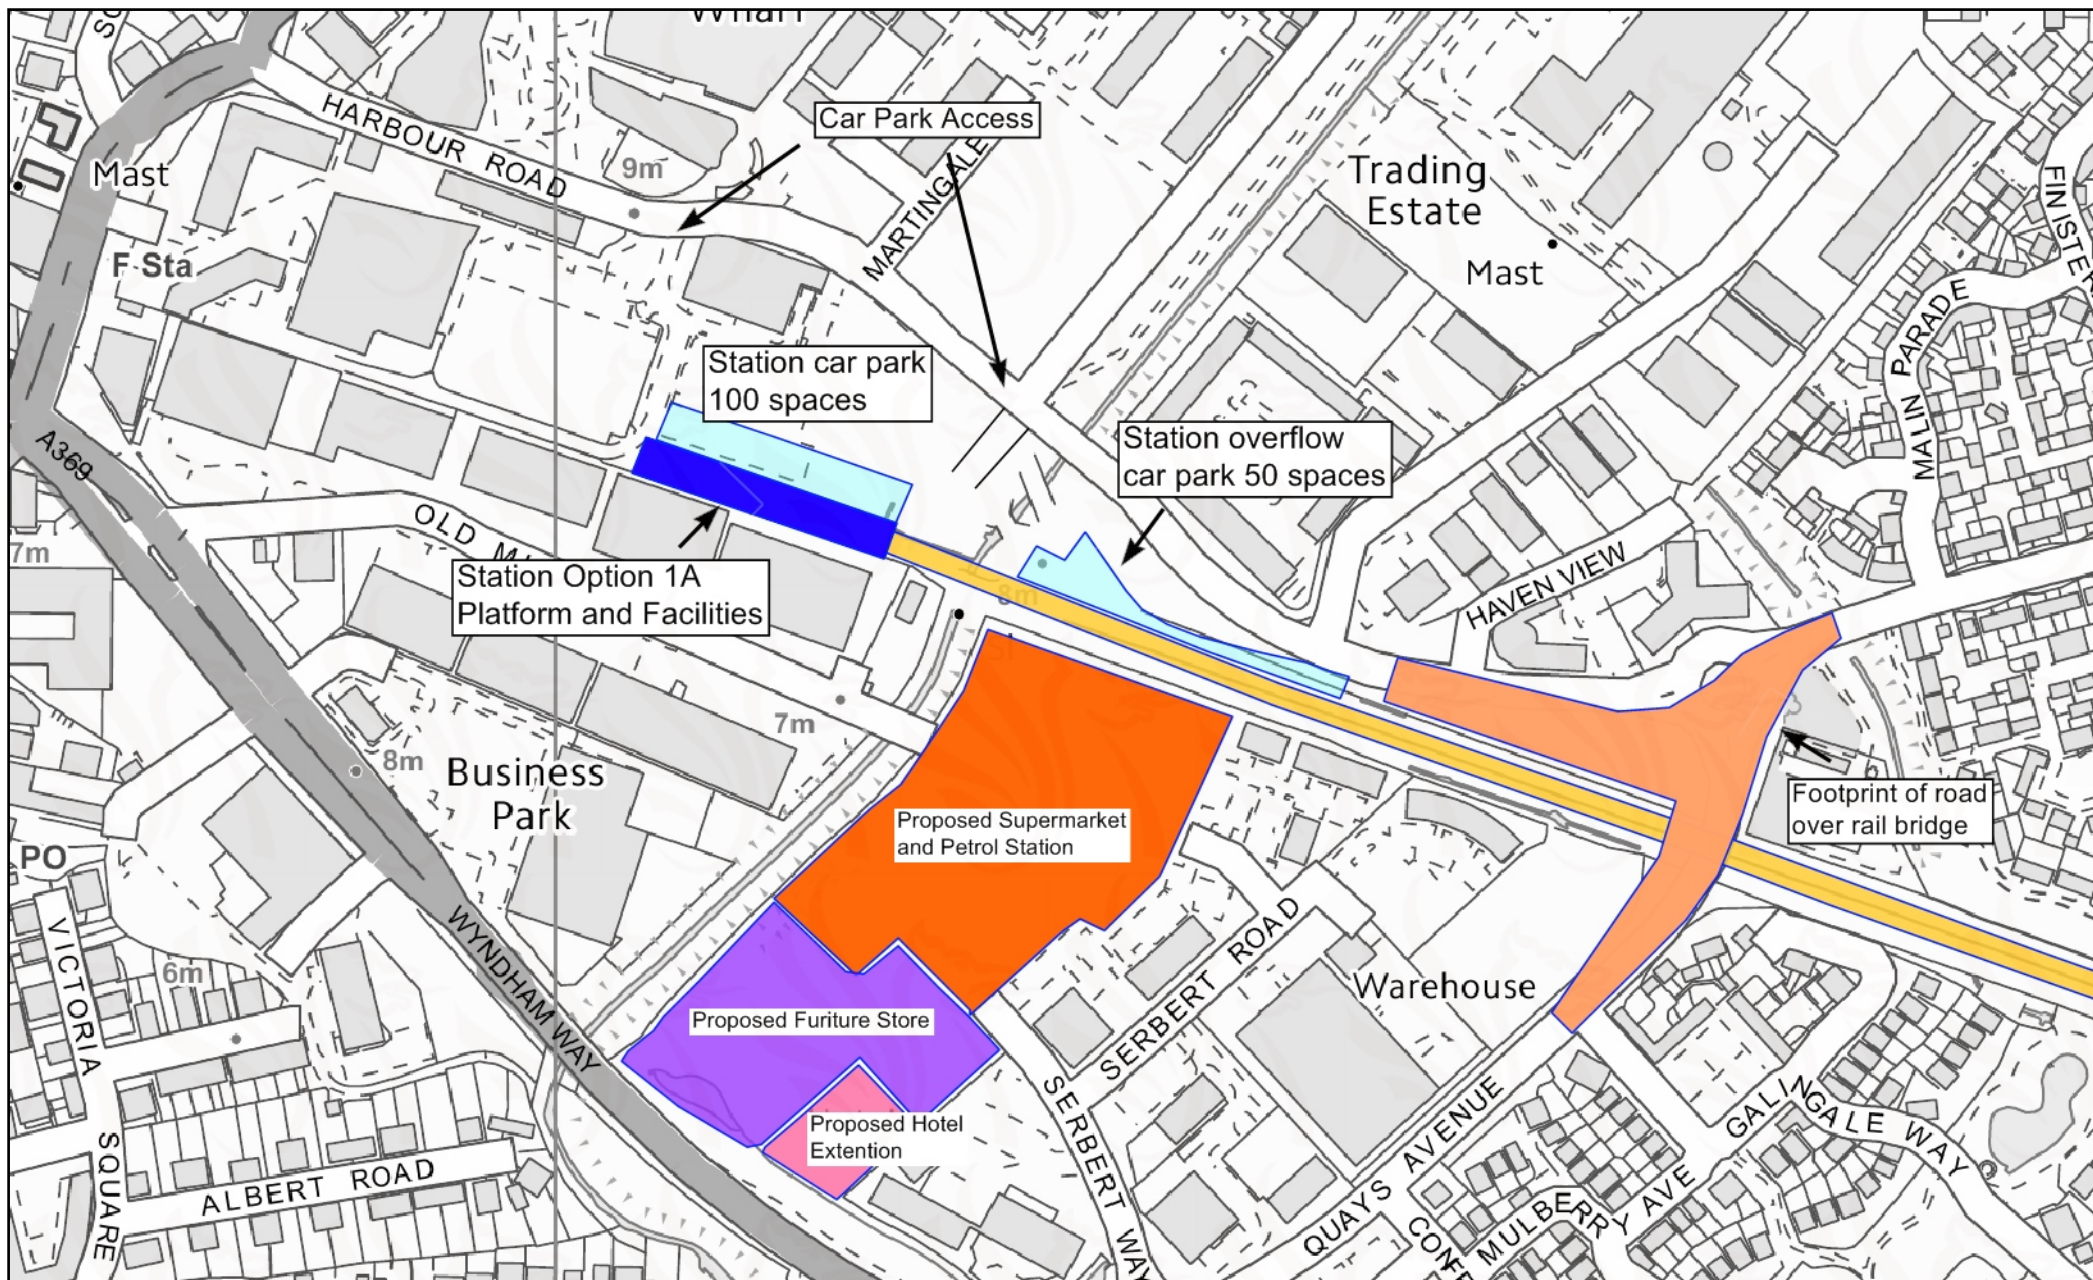 Wharf
HARBOUR ROAD
9m
Car Park Access
MARTINGALE
Trading
Estate
Mast
Mast
F Sta
FINISTER
MALIN PARADE
Station car park
100 spaces
Station overflow
car park 50 spaces
A369
OLD MI
7m
Station Option 1A
Platform and Facilities
8m
HAVEN VIEW
7m
8m
Business
Park
Proposed Supermarket
and Petrol Station
Footprint of road
over rail bridge
PO
VICTORIA
SQUARE
6m
WYNDHAM WAY
Proposed Furiture Store
SERBERT ROAD
Warehouse
Proposed Hotel
Extention
SERBERT WAY
ALBERT ROAD
QUAYS AVENUE
GALINGALE WAY
MULBERRY AVE
CONF